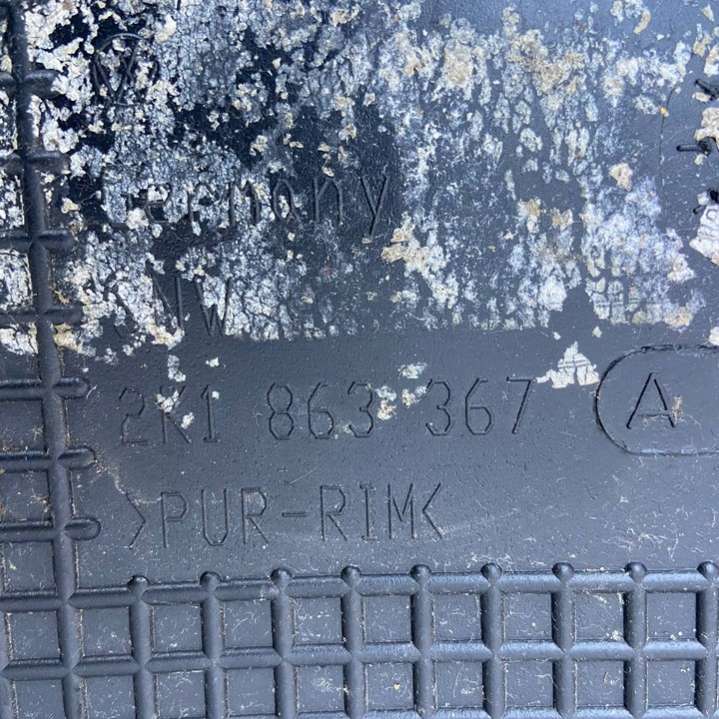 Germany
2K1 863 367 A
>PUR-RIM<